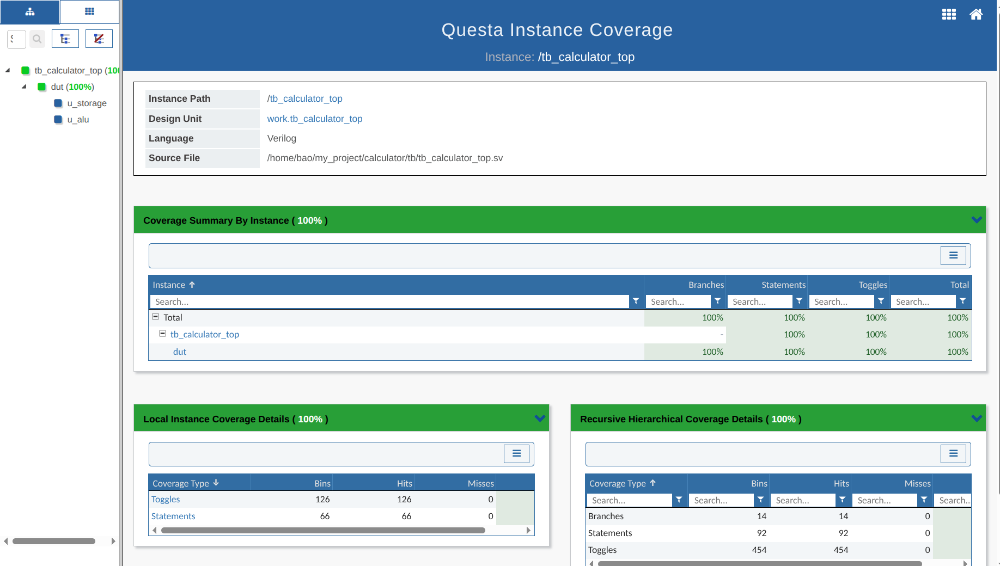 tb_calculator_top (100
dut (100%)
u_storage
u_alu
Questa Instance Coverage
Instance: /tb_calculator_top
Instance Path /tb_calculator_top
Design Unit work.tb_calculator_top
Language Verilog
Source File /home/bao/my_project/calculator/tb/tb_calculator_top.sv
Coverage Summary By Instance ( 100% )
Instance Branches Statements Toggles Total
Search... Search... Search... Search... Search...
Total 100% 100% 100% 100%
tb_calculator_top - 100% 100% 100%
dut 100% 100% 100% 100%
Local Instance Coverage Details ( 100% )
Coverage Type Bins Hits Misses
Toggles 126 126 0
Statements 66 66 0
Recursive Hierarchical Coverage Details ( 100% )
Coverage Type Bins Hits Misses
Search... Search... Search... Search... Search..
Branches 14 14 0
Statements 92 92 0
Toggles 454 454 0